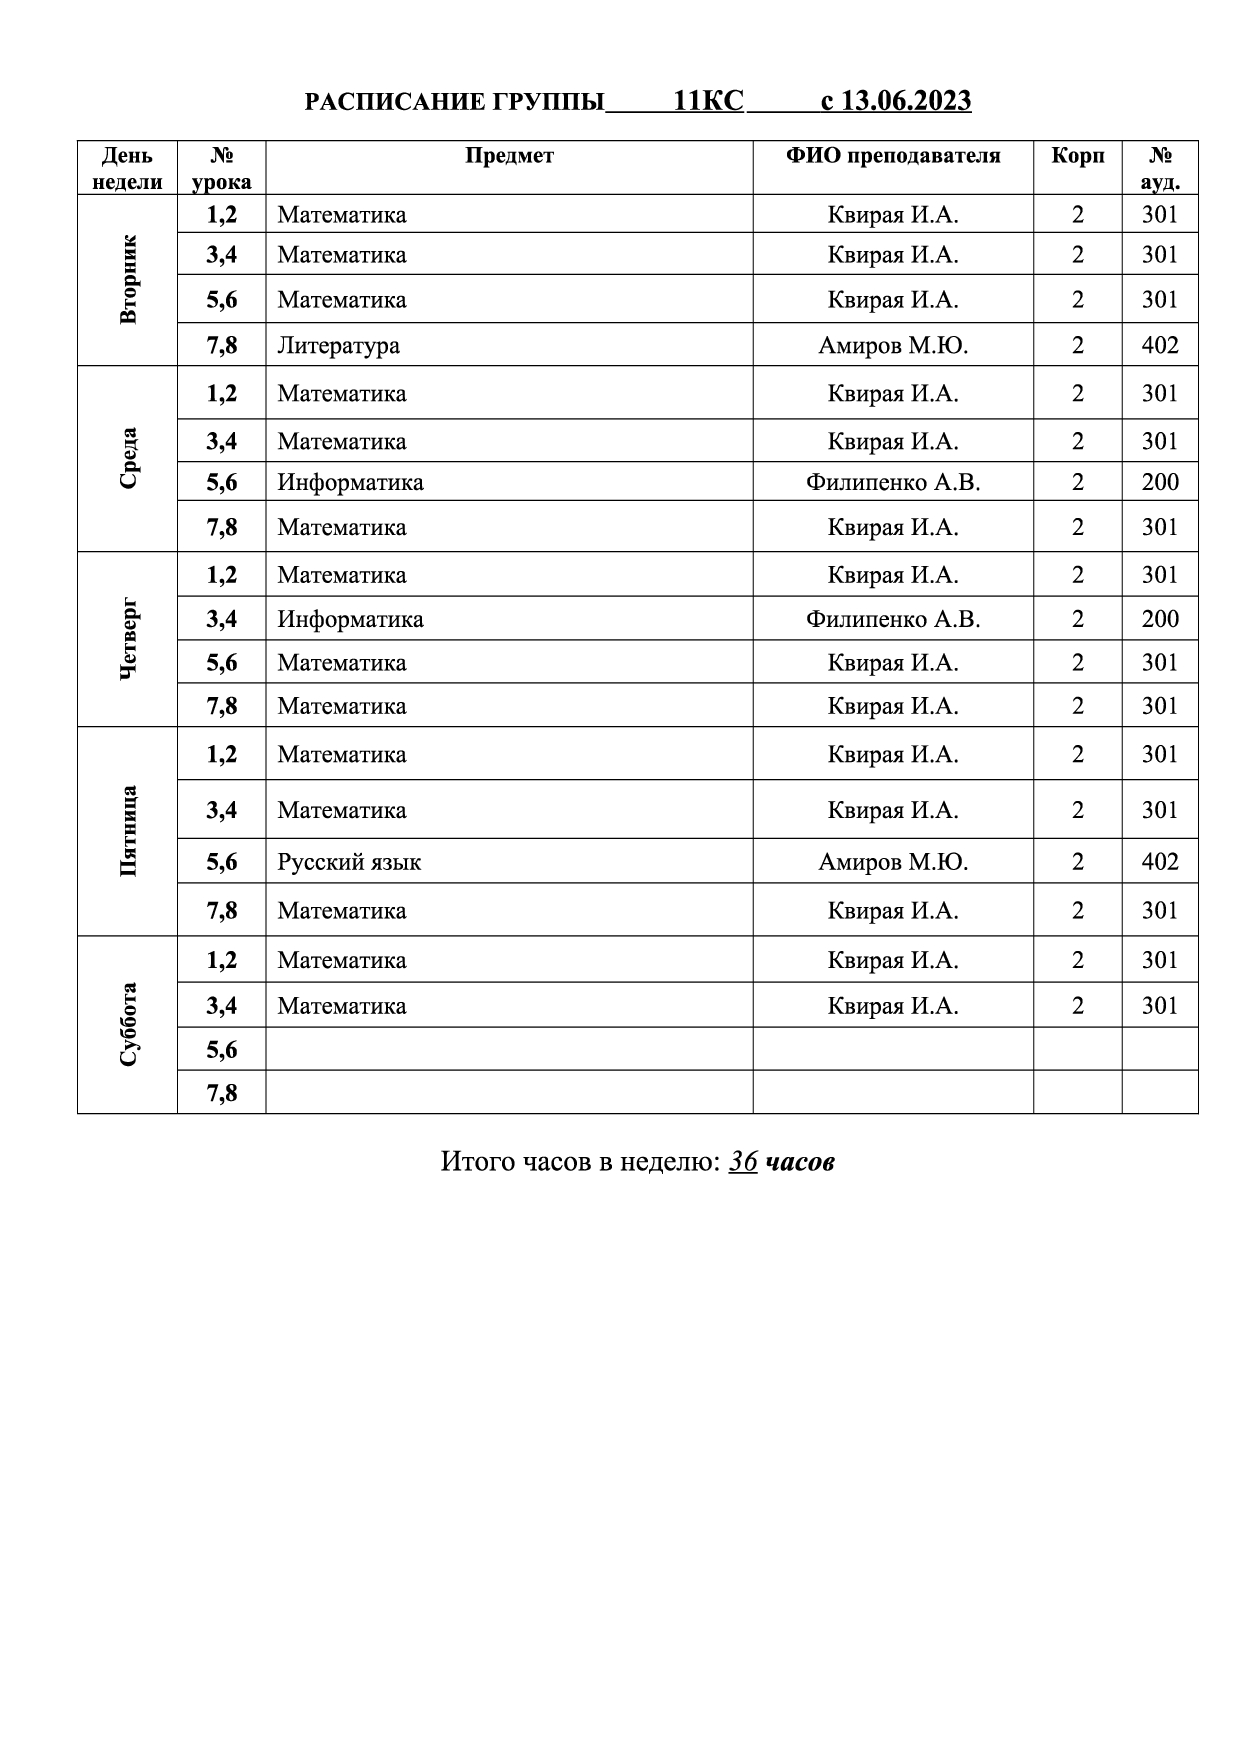 РАСПИСАНИЕ ГРУППЫ_____11КС_____с 13.06.2023
День недели № урока Предмет ФИО преподавателя Корп № ауд.
Вторник
1,2 Математика Квирая И.А. 2 301
3,4 Математика Квирая И.А. 2 301
5,6 Математика Квирая И.А. 2 301
7,8 Литература Амиров М.Ю. 2 402
Среда
1,2 Математика Квирая И.А. 2 301
3,4 Математика Квирая И.А. 2 301
5,6 Информатика Филипенко А.В. 2 200
7,8 Математика Квирая И.А. 2 301
Четверг
1,2 Математика Квирая И.А. 2 301
3,4 Информатика Филипенко А.В. 2 200
5,6 Математика Квирая И.А. 2 301
7,8 Математика Квирая И.А. 2 301
Пятница
1,2 Математика Квирая И.А. 2 301
3,4 Математика Квирая И.А. 2 301
5,6 Русский язык Амиров М.Ю. 2 402
7,8 Математика Квирая И.А. 2 301
Суббота
1,2 Математика Квирая И.А. 2 301
3,4 Математика Квирая И.А. 2 301
5,6
7,8
Итого часов в неделю: 36 часов